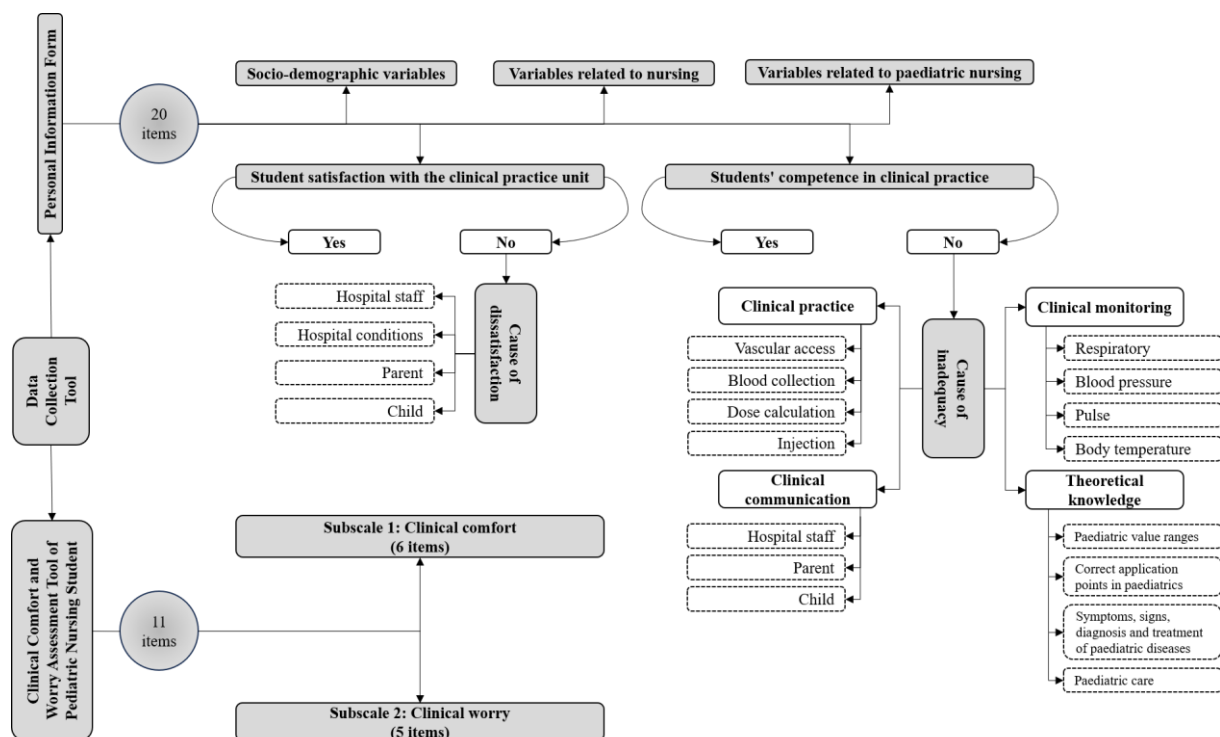 Personal Information Form
20
items
Socio-demographic variables
Variables related to nursing
Variables related to paediatric nursing
Student satisfaction with the clinical practice unit
Yes
No
Cause of
dissatisfaction
Hospital staff
Hospital conditions
Parent
Child
Students' competence in clinical practice
Yes
No
Cause of
inadequacy
Clinical practice
Vascular access
Blood collection
Dose calculation
Injection
Clinical
communication
Hospital staff
Parent
Child
Clinical monitoring
Respiratory
Blood pressure
Pulse
Body temperature
Theoretical
knowledge
Paediatric value ranges
Correct application
points in paediatrics
Symptoms, signs,
diagnosis and treatment
of paediatric diseases
Paediatric care
Data
Collection
Tool
Clinical Comfort and
Worry Assessment Tool of
Pediatric Nursing Student
11
items
Subscale 1: Clinical comfort
(6 items)
Subscale 2: Clinical worry
(5 items)